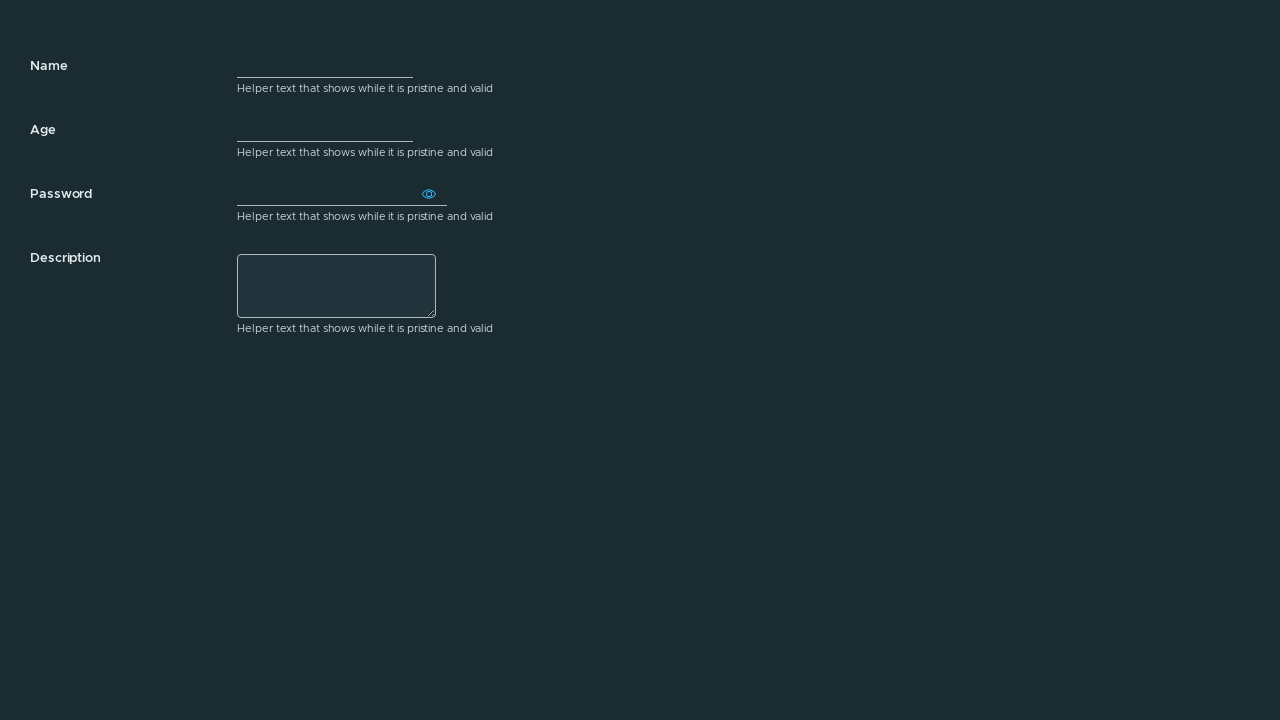 Name
Helper text that shows while it is pristine and valid
Age
Helper text that shows while it is pristine and valid
Password
Helper text that shows while it is pristine and valid
Description
Helper text that shows while it is pristine and valid